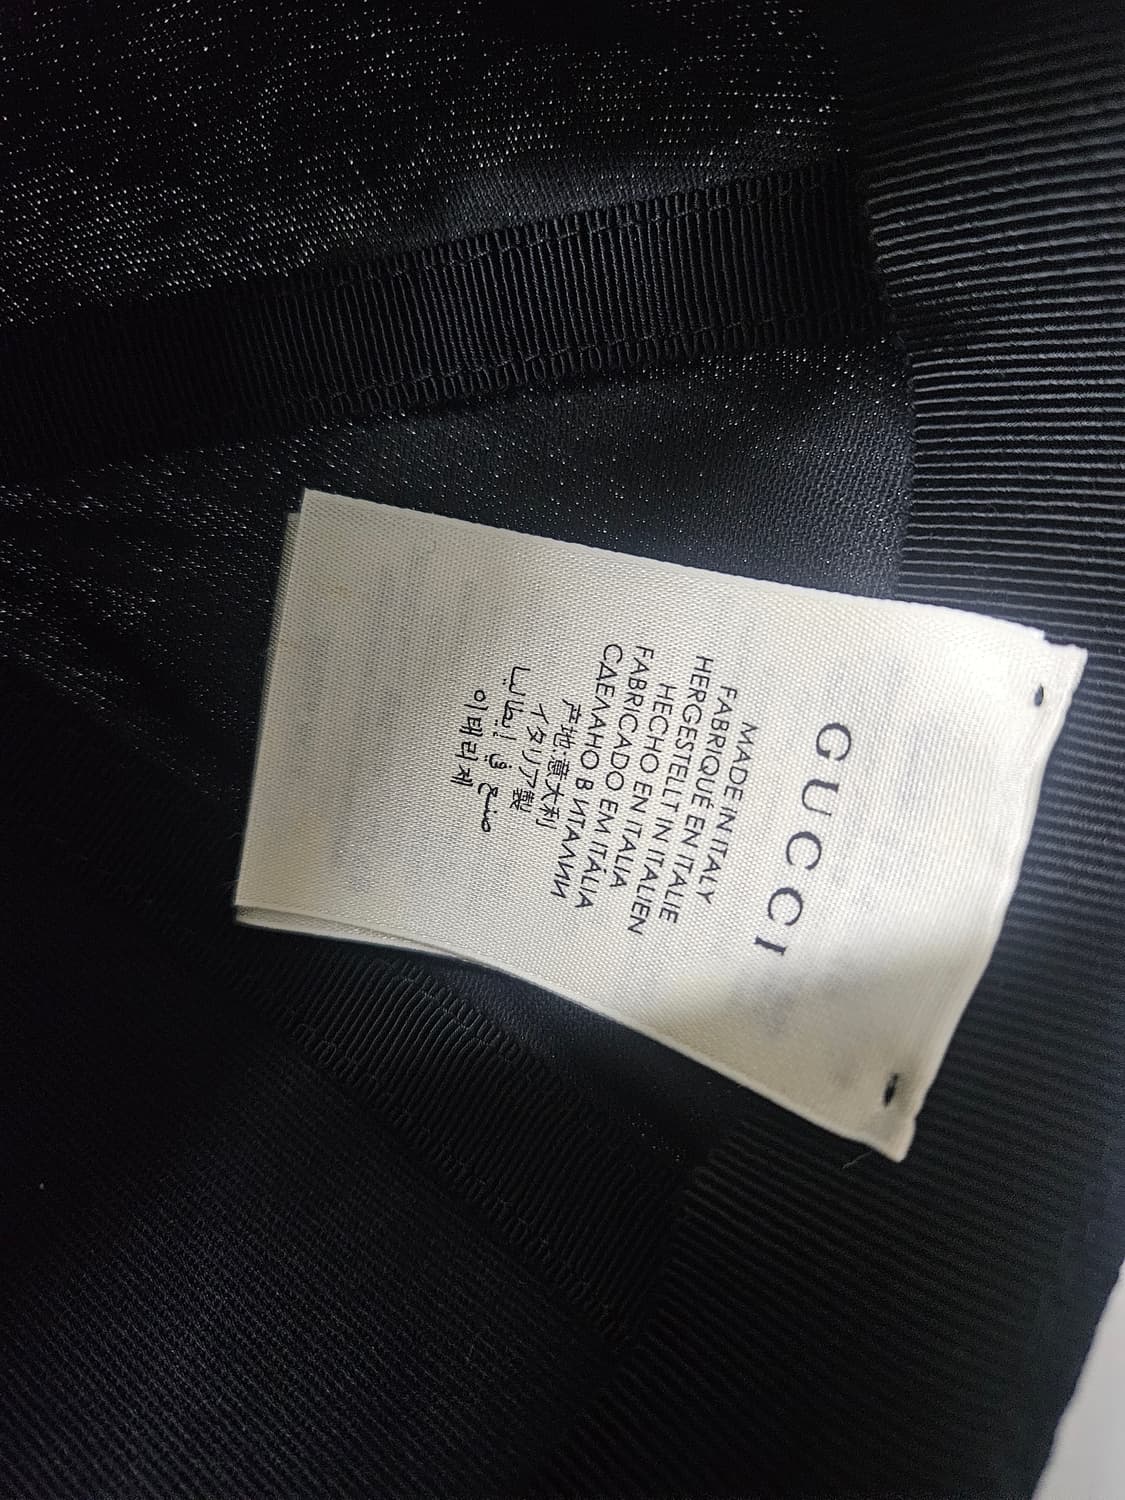 GUCCI
MADE IN ITALY
FABRIQUÉ EN ITALIE
HERGESTELLT IN ITALIEN
HECHO EN ITALIA
FABRICADO EM ITÁLIA
СДЕЛАНО В ИТАЛИИ
产地:意大利
イタリア製
صنع في إيطاليا
이태리제